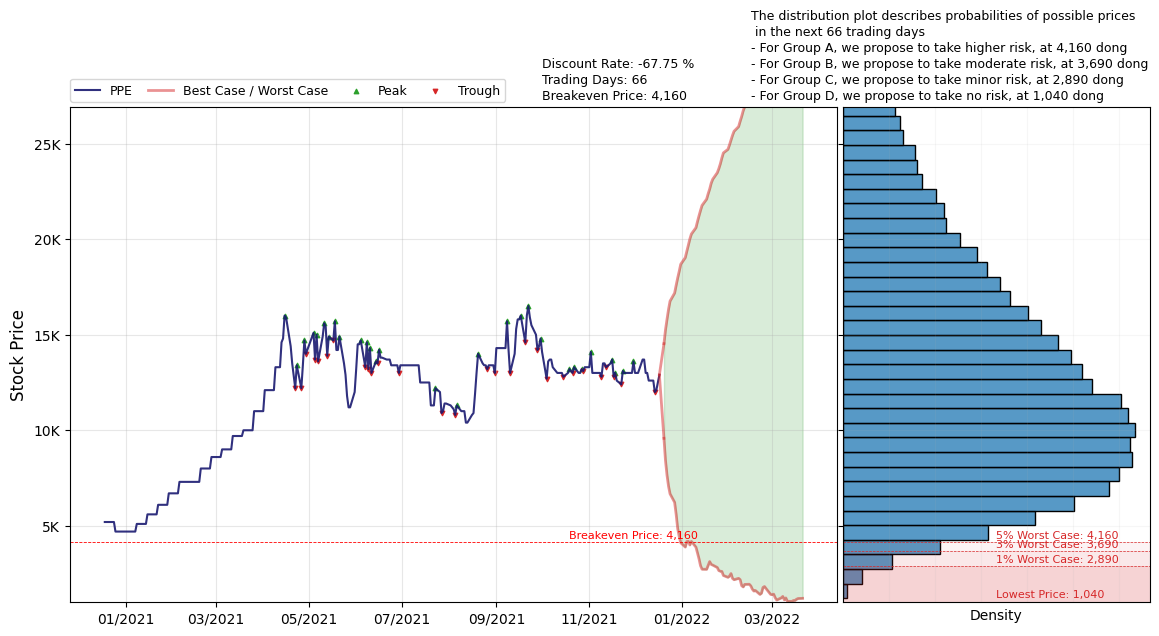 The distribution plot describes probabilities of possible prices
in the next 66 trading days
- For Group A, we propose to take higher risk, at 4,160 dong
- For Group B, we propose to take moderate risk, at 3,690 dong
- For Group C, we propose to take minor risk, at 2,890 dong
- For Group D, we propose to take no risk, at 1,040 dong
Discount Rate: -67.75 %
Trading Days: 66
Breakeven Price: 4,160
PPE Best Case / Worst Case Peak Trough
Stock Price
25K
20K
15K
10K
5K
Breakeven Price: 4,160
5% Worst Case: 4,160
3% Worst Case: 3,690
1% Worst Case: 2,890
Lowest Price: 1,040
01/2021 03/2021 05/2021 07/2021 09/2021 11/2021 01/2022 03/2022
Density